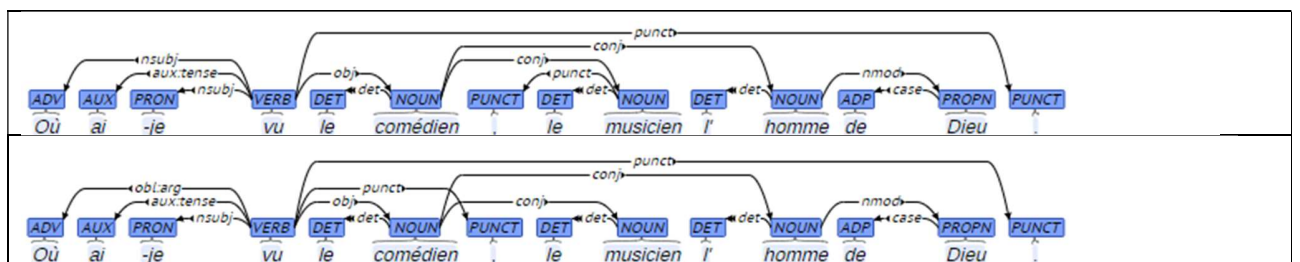 punct
conj
nsubj conj
aux:tense obj punct nmod
nsubj det det det case
ADV AUX PRON VERB DET NOUN PUNCT DET NOUN DET NOUN ADP PROPN PUNCT
Où ai -je vu le comédien , le musicien l' homme de Dieu .
punct
conj
obl:arg punct
aux:tense obj conj nmod
nsubj det det det case
ADV AUX PRON VERB DET NOUN PUNCT DET NOUN DET NOUN ADP PROPN PUNCT
Où ai -je vu le comédien , le musicien l' homme de Dieu .